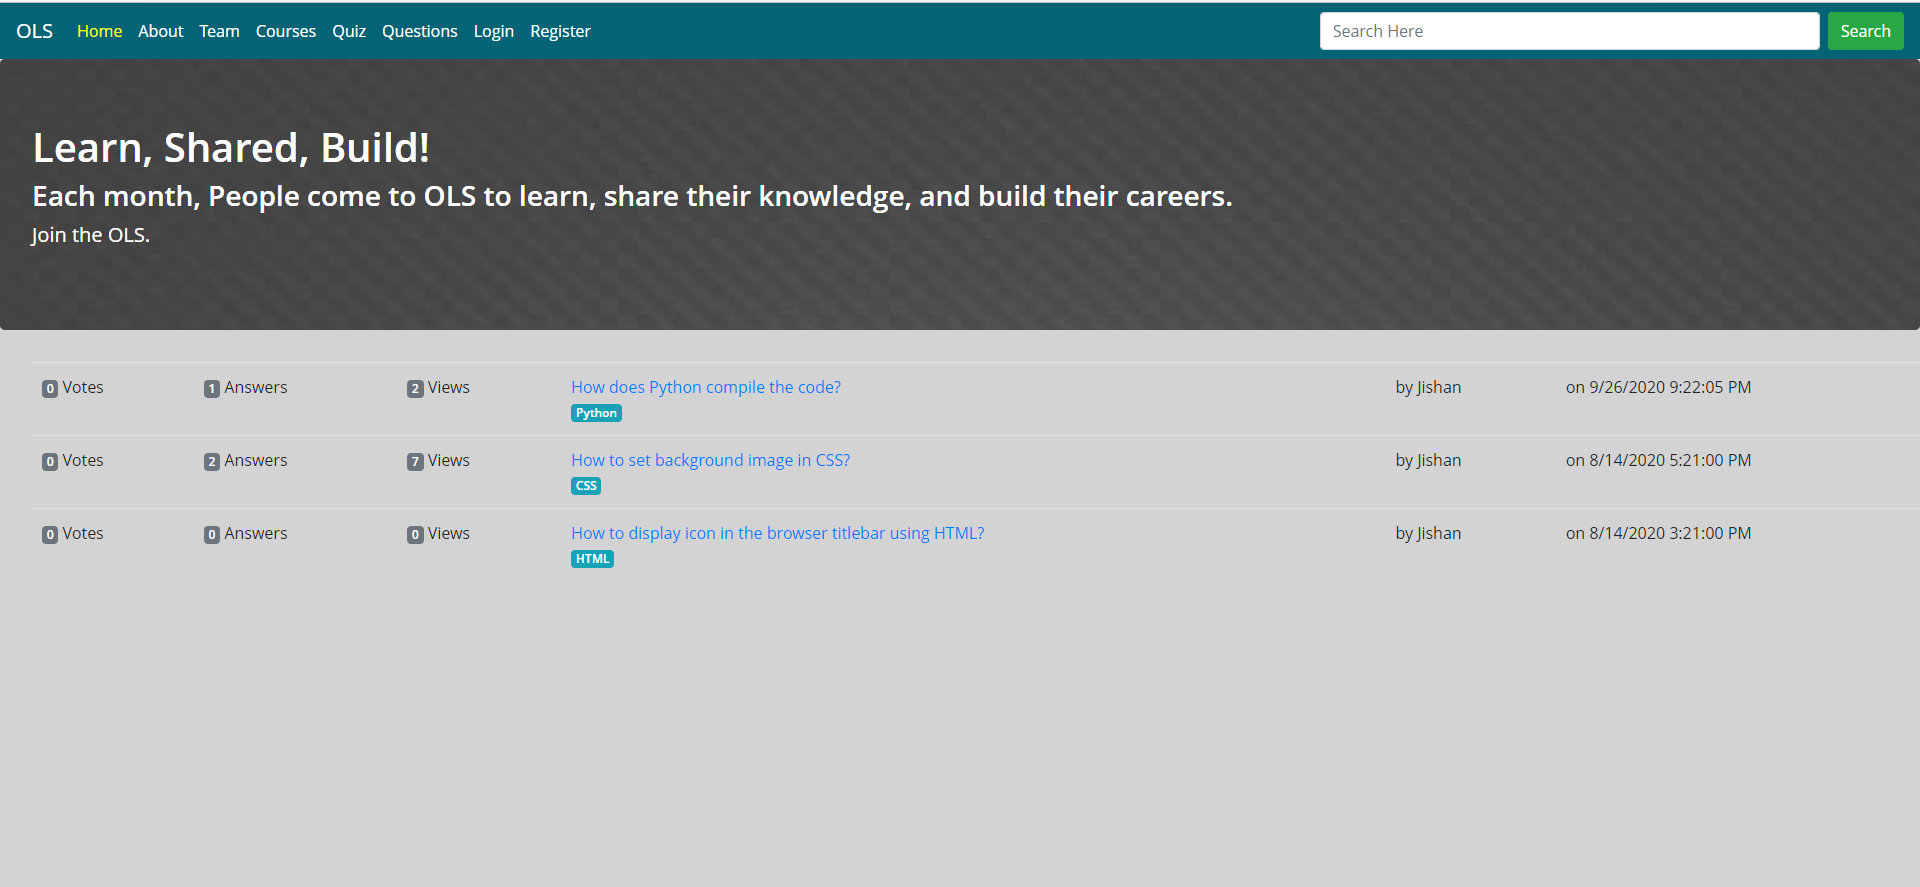 OLS Home About Team Courses Quiz Questions Login Register Search Here Search
Learn, Shared, Build!
Each month, People come to OLS to learn, share their knowledge, and build their careers.
Join the OLS.
0 Votes 1 Answers 2 Views How does Python compile the code? by Jishan on 9/26/2020 9:22:05 PM
Python
0 Votes 2 Answers 7 Views How to set background image in CSS? by Jishan on 8/14/2020 5:21:00 PM
CSS
0 Votes 0 Answers 0 Views How to display icon in the browser titlebar using HTML? by Jishan on 8/14/2020 3:21:00 PM
HTML